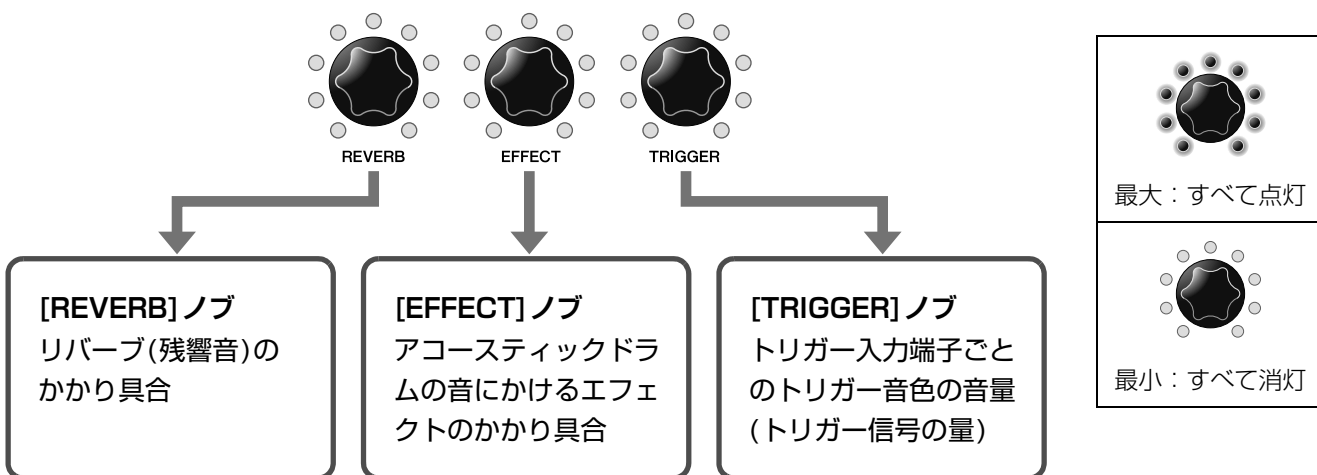 REVERB
EFFECT
TRIGGER
[REVERB]ノブ
リバーブ(残響音)の
かかり具合
[EFFECT]ノブ
アコースティックドラ
ムの音にかけるエフェ
クトのかかり具合
[TRIGGER]ノブ
トリガー入力端子ごと
のトリガー音色の音量
(トリガー信号の量)
最大：すべて点灯
最小：すべて消灯